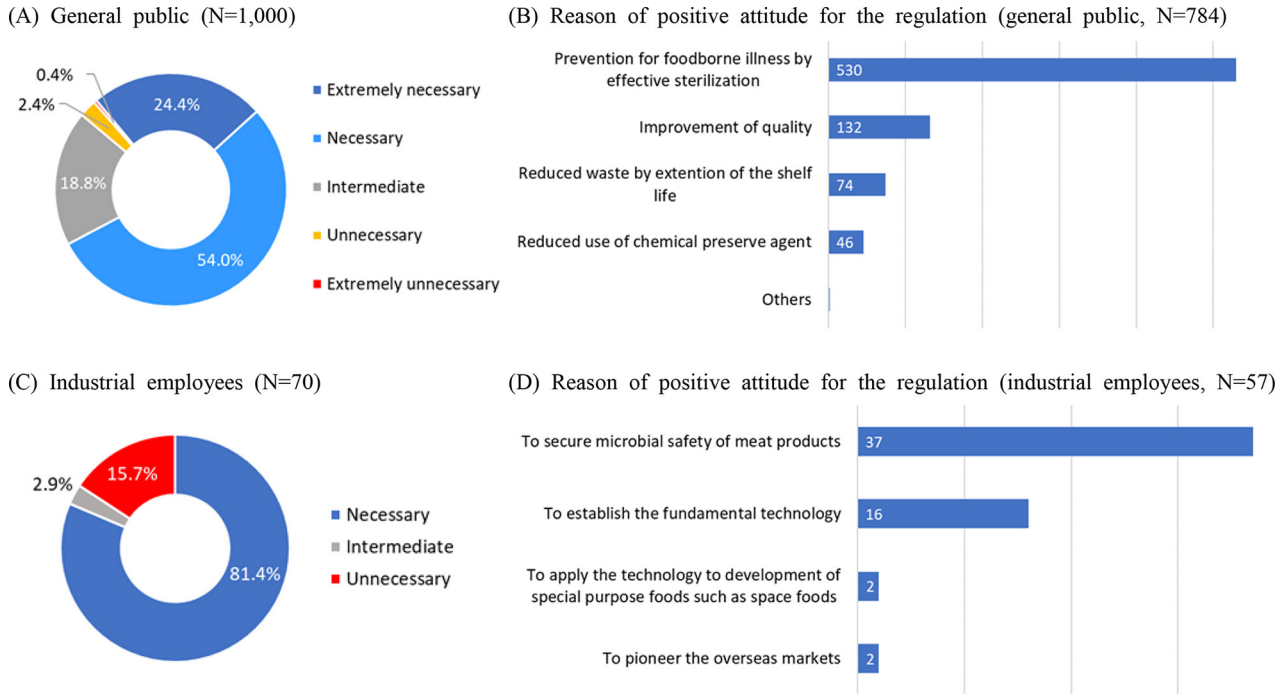 (A) General public (N=1,000)
0.4%
2.4%
24.4%
18.8%
54.0%
Extremely necessary
Necessary
Intermediate
Unnecessary
Extremely unnecessary
(B) Reason of positive attitude for the regulation (general public, N=784)
Prevention for foodborne illness by
effective sterilization
530
Improvement of quality
132
Reduced waste by extention of the shelf
life
74
Reduced use of chemical preserve agent
46
Others
(C) Industrial employees (N=70)
15.7%
2.9%
81.4%
Necessary
Intermediate
Unnecessary
(D) Reason of positive attitude for the regulation (industrial employees, N=57)
To secure microbial safety of meat products
37
To establish the fundamental technology
16
To apply the technology to development of
special purpose foods such as space foods
2
To pioneer the overseas markets
2